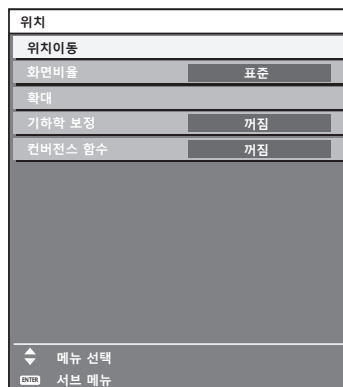 위치
위치이동
화면비율 표준
확대
기하학 보정 꺼짐
컨버전스 함수 꺼짐
메뉴 선택
ENTER 서브 메뉴